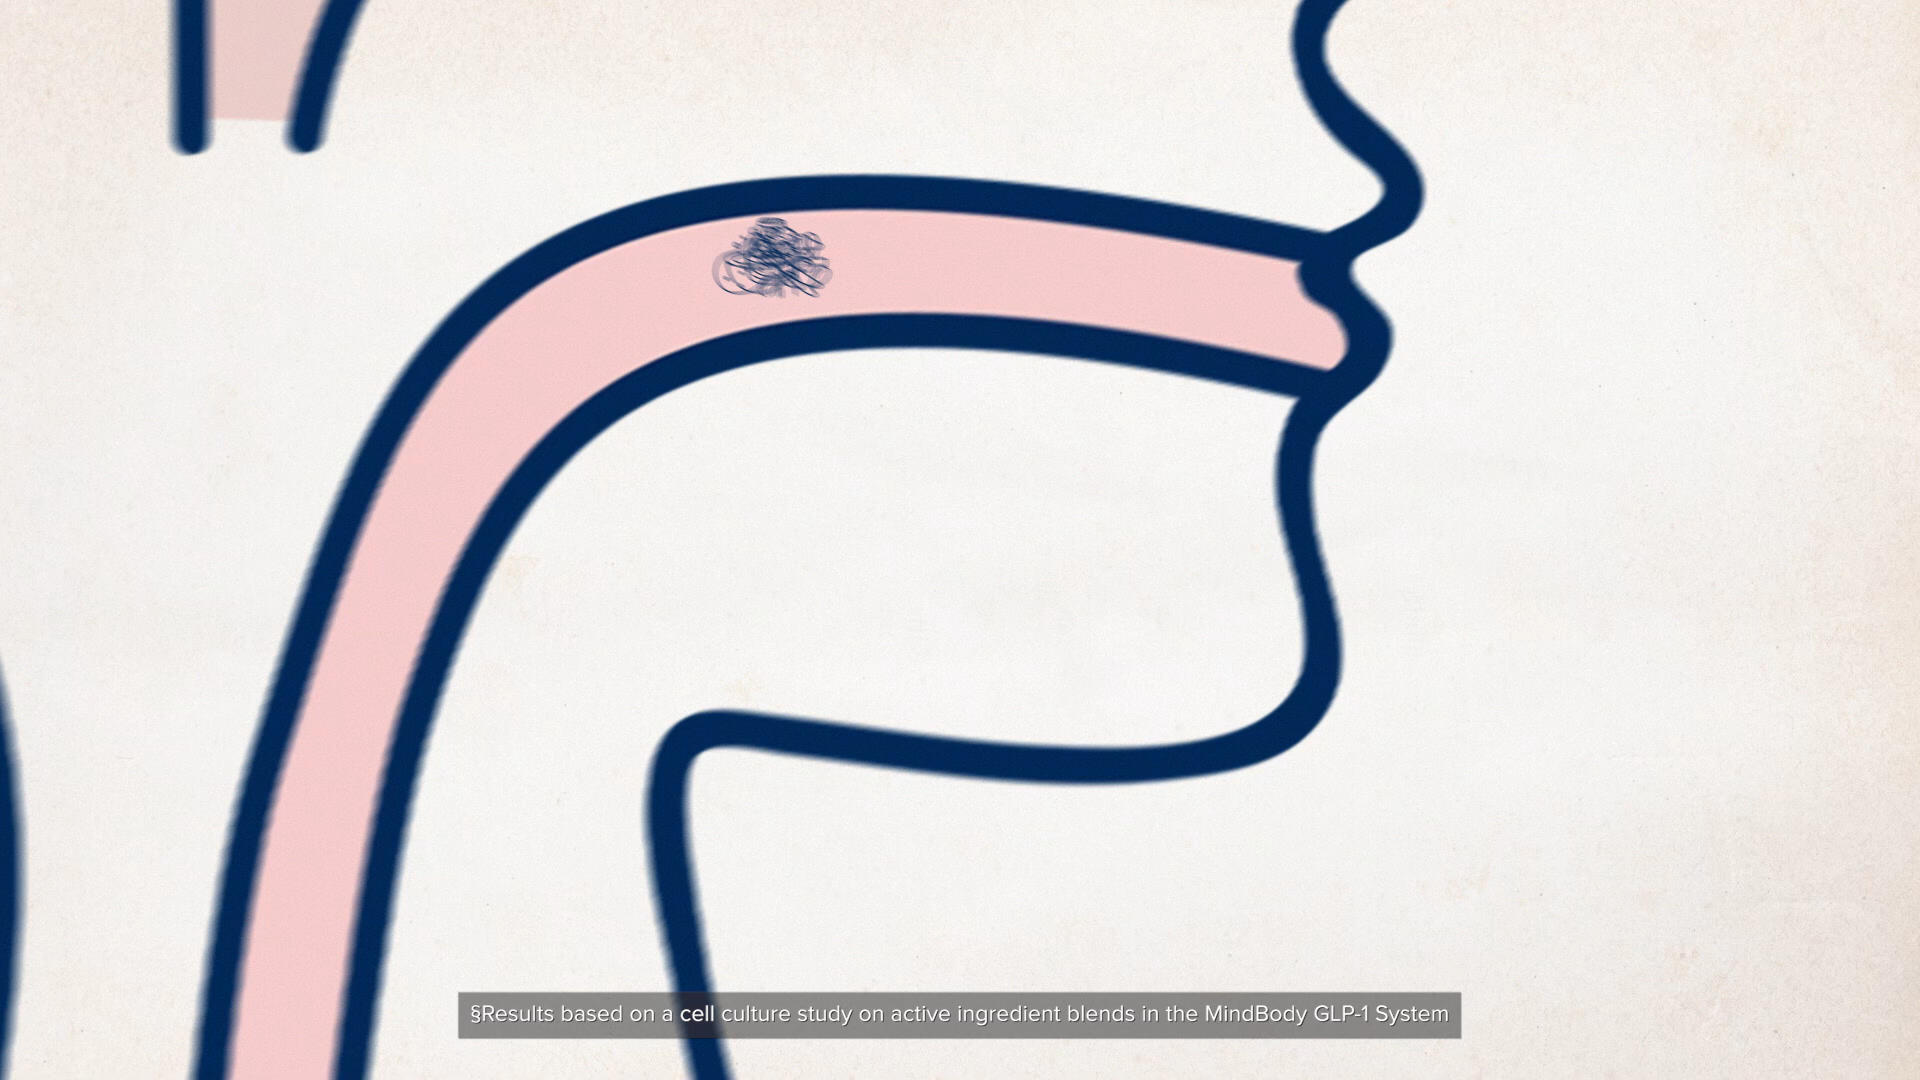 §Results based on a cell culture study on active ingredient blends in the MindBody GLP-1 System